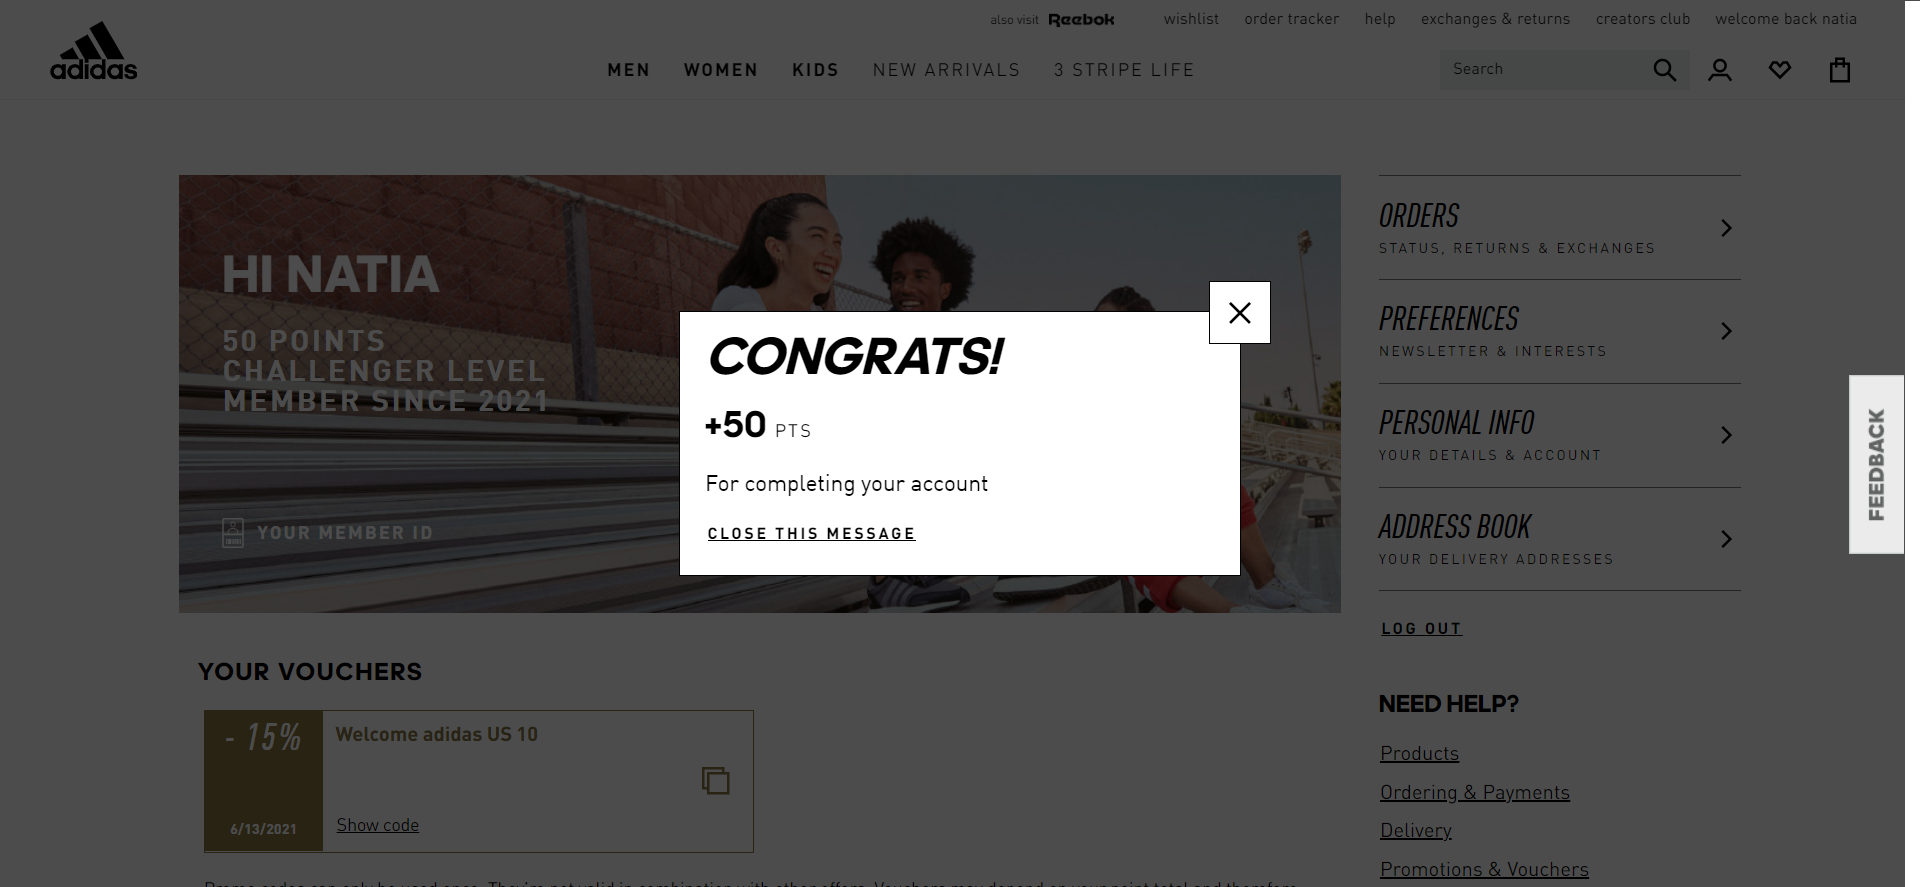 also visit Reebok wishlist order tracker help exchanges & returns creators club welcome back natia
adidas
MEN WOMEN KIDS NEW ARRIVALS 3 STRIPE LIFE
Search
HI NATIA
50 POINTS
CHALLENGER LEVEL
MEMBER SINCE 2021
YOUR MEMBER ID
CONGRATS!
+50 PTS
For completing your account
CLOSE THIS MESSAGE
ORDERS
STATUS, RETURNS & EXCHANGES
PREFERENCES
NEWSLETTER & INTERESTS
PERSONAL INFO
YOUR DETAILS & ACCOUNT
ADDRESS BOOK
YOUR DELIVERY ADDRESSES
LOG OUT
FEEDBACK
YOUR VOUCHERS
- 15%
Welcome adidas US 10
6/13/2021
Show code
NEED HELP?
Products
Ordering & Payments
Delivery
Promotions & Vouchers